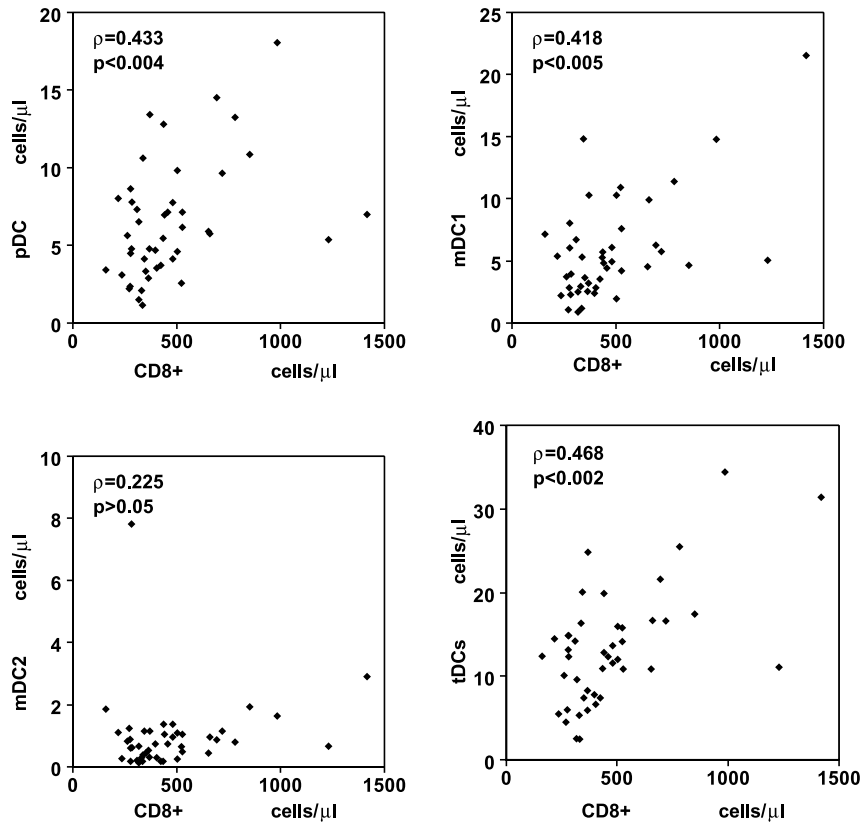 20
15
10
5
0
cells/μl
pDC
ρ=0.433
p<0.004
0
500
1000
1500
CD8+
cells/μl
25
20
15
10
5
0
cells/μl
mDC1
ρ=0.418
p<0.005
0
500
1000
1500
CD8+
cells/μl
10
8
6
4
2
0
cells/μl
mDC2
ρ=0.225
p>0.05
0
500
1000
1500
CD8+
cells/μl
40
30
20
10
0
cells/μl
tDCs
ρ=0.468
p<0.002
0
500
1000
1500
CD8+
cells/μl